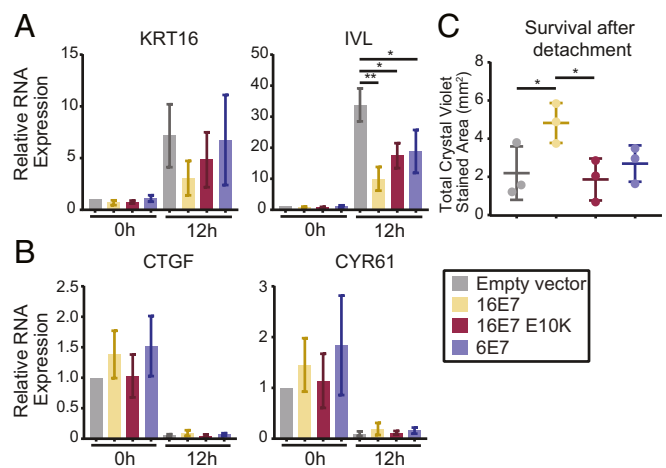 A
KRT16
IVL
Relative RNA
Expression
15
10
5
0
50
40
30
20
10
0
*
*
**
0h
12h
0h
12h
B
CTGF
CYR61
Relative RNA
Expression
2.5
2.0
1.5
1.0
0.5
0.0
3
2
1
0
0h
12h
0h
12h
C
Survival after
detachment
Total Crystal Violet
Stained Area (mm²)
8
6
4
2
0
*
*
Empty vector
16E7
16E7 E10K
6E7